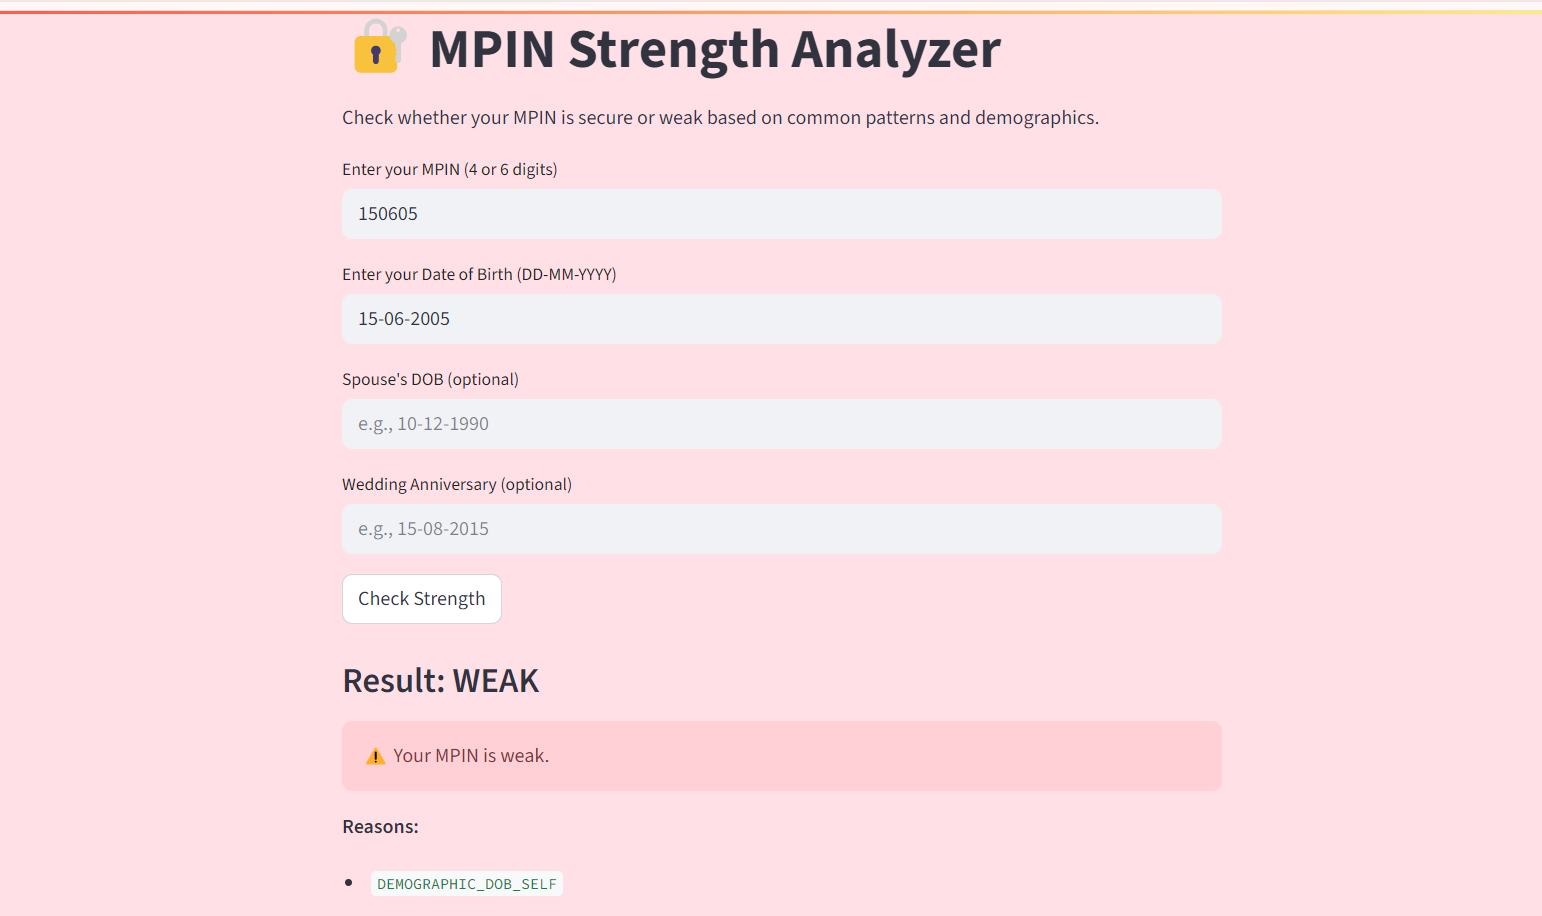 MPIN Strength Analyzer
Check whether your MPIN is secure or weak based on common patterns and demographics.
Enter your MPIN (4 or 6 digits)
150605
Enter your Date of Birth (DD-MM-YYYY)
15-06-2005
Spouse's DOB (optional)
e.g., 10-12-1990
Wedding Anniversary (optional)
e.g., 15-08-2015
Check Strength
Result: WEAK
Your MPIN is weak.
Reasons:
DEMOGRAPHIC_DOB_SELF